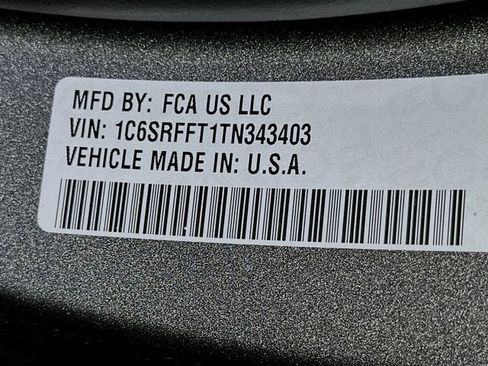 MFD BY: FCA US LLC
VIN: 1C6SRFFT1TN343403
VEHICLE MADE IN: U.S.A.